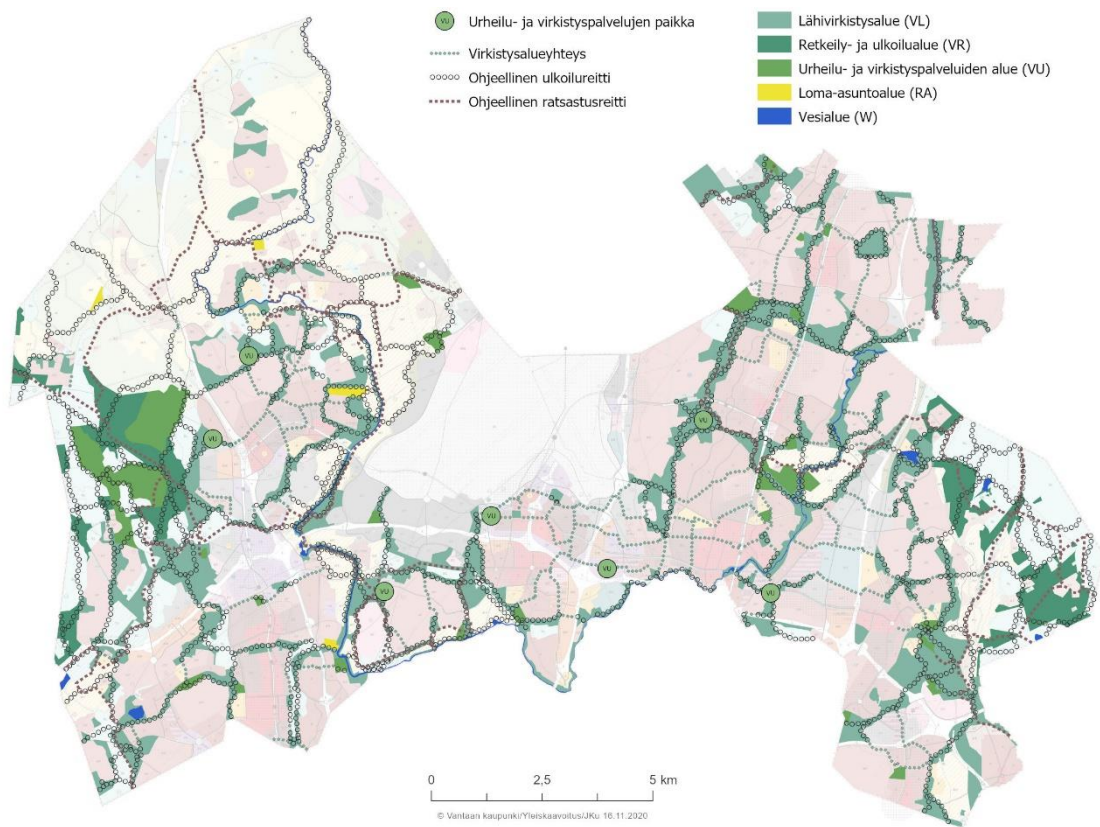 VU Urheilu- ja virkistyspalvelujen paikka
Virkistysalueyhteys
Ohjeellinen ulkoilureitti
Ohjeellinen ratsastusreitti
Lähivirkistysalue (VL)
Retkeily- ja ulkoilualue (VR)
Urheilu- ja virkistyspalveluiden alue (VU)
Loma-asuntoalue (RA)
Vesialue (W)
VU
VU
VU
VU
VU
VU
VU
0 2,5 5 km
© Vantaan kaupunki/Yleiskaavoitus/JKu 16.11.2020